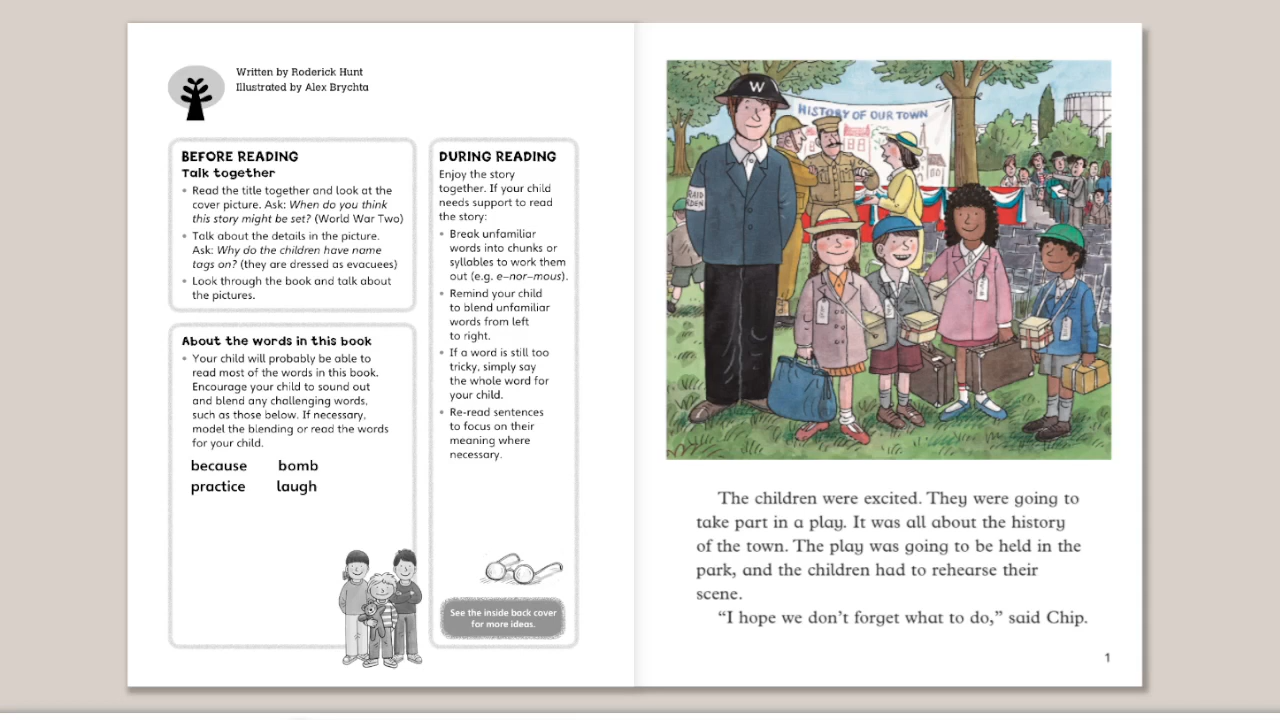 Written by Roderick Hunt
Illustrated by Alex Brychta
BEFORE READING
Talk together
• Read the title together and look at the
cover picture. Ask: When do you think
this story might be set? (World War Two)
• Talk about the details in the picture.
Ask: Why do the children have name
tags on? (they are dressed as evacuees)
• Look through the book and talk about
the pictures.
About the words in this book
• Your child will probably be able to
read most of the words in this book.
Encourage your child to sound out
and blend any challenging words,
such as those below. If necessary,
model the blending or read the words
for your child.
because bomb
practice laugh
DURING READING
Enjoy the story
together. If your child
needs support to read
the story:
• Break unfamiliar
words into chunks or
syllables to work them
out (e.g. e–nor–mous).
• Remind your child
to blend unfamiliar
words from left
to right.
• If a word is still too
tricky, simply say
the whole word for
your child.
• Re-read sentences
to focus on their
meaning where
necessary.
See the inside back cover
for more ideas.
W
HISTORY OF OUR TOWN
RAID
RDEN
The children were excited. They were going to
take part in a play. It was all about the history
of the town. The play was going to be held in the
park, and the children had to rehearse their
scene.
“I hope we don’t forget what to do,” said Chip.
1